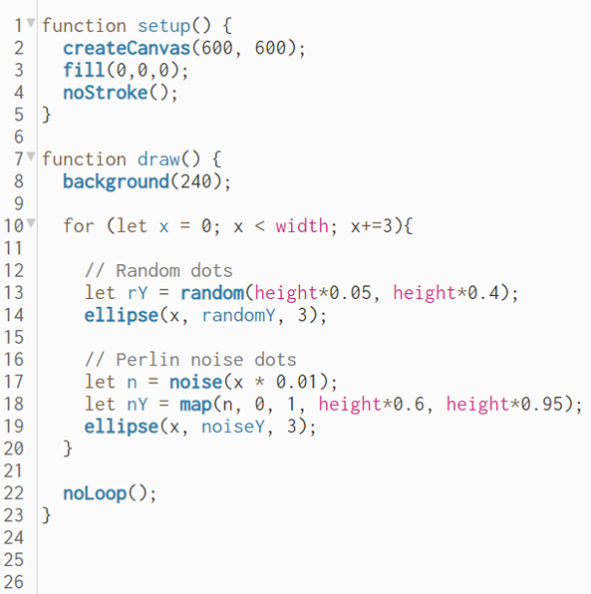 1 function setup() {
2 createCanvas(600, 600);
3 fill(0,0,0);
4 noStroke();
5 }
6
7 function draw() {
8 background(240);
9
10 for (let x = 0; x < width; x+=3){
11
12 // Random dots
13 let rY = random(height*0.05, height*0.4);
14 ellipse(x, randomY, 3);
15
16 // Perlin noise dots
17 let n = noise(x * 0.01);
18 let nY = map(n, 0, 1, height*0.6, height*0.95);
19 ellipse(x, noiseY, 3);
20 }
21
22 noLoop();
23 }
24
25
26